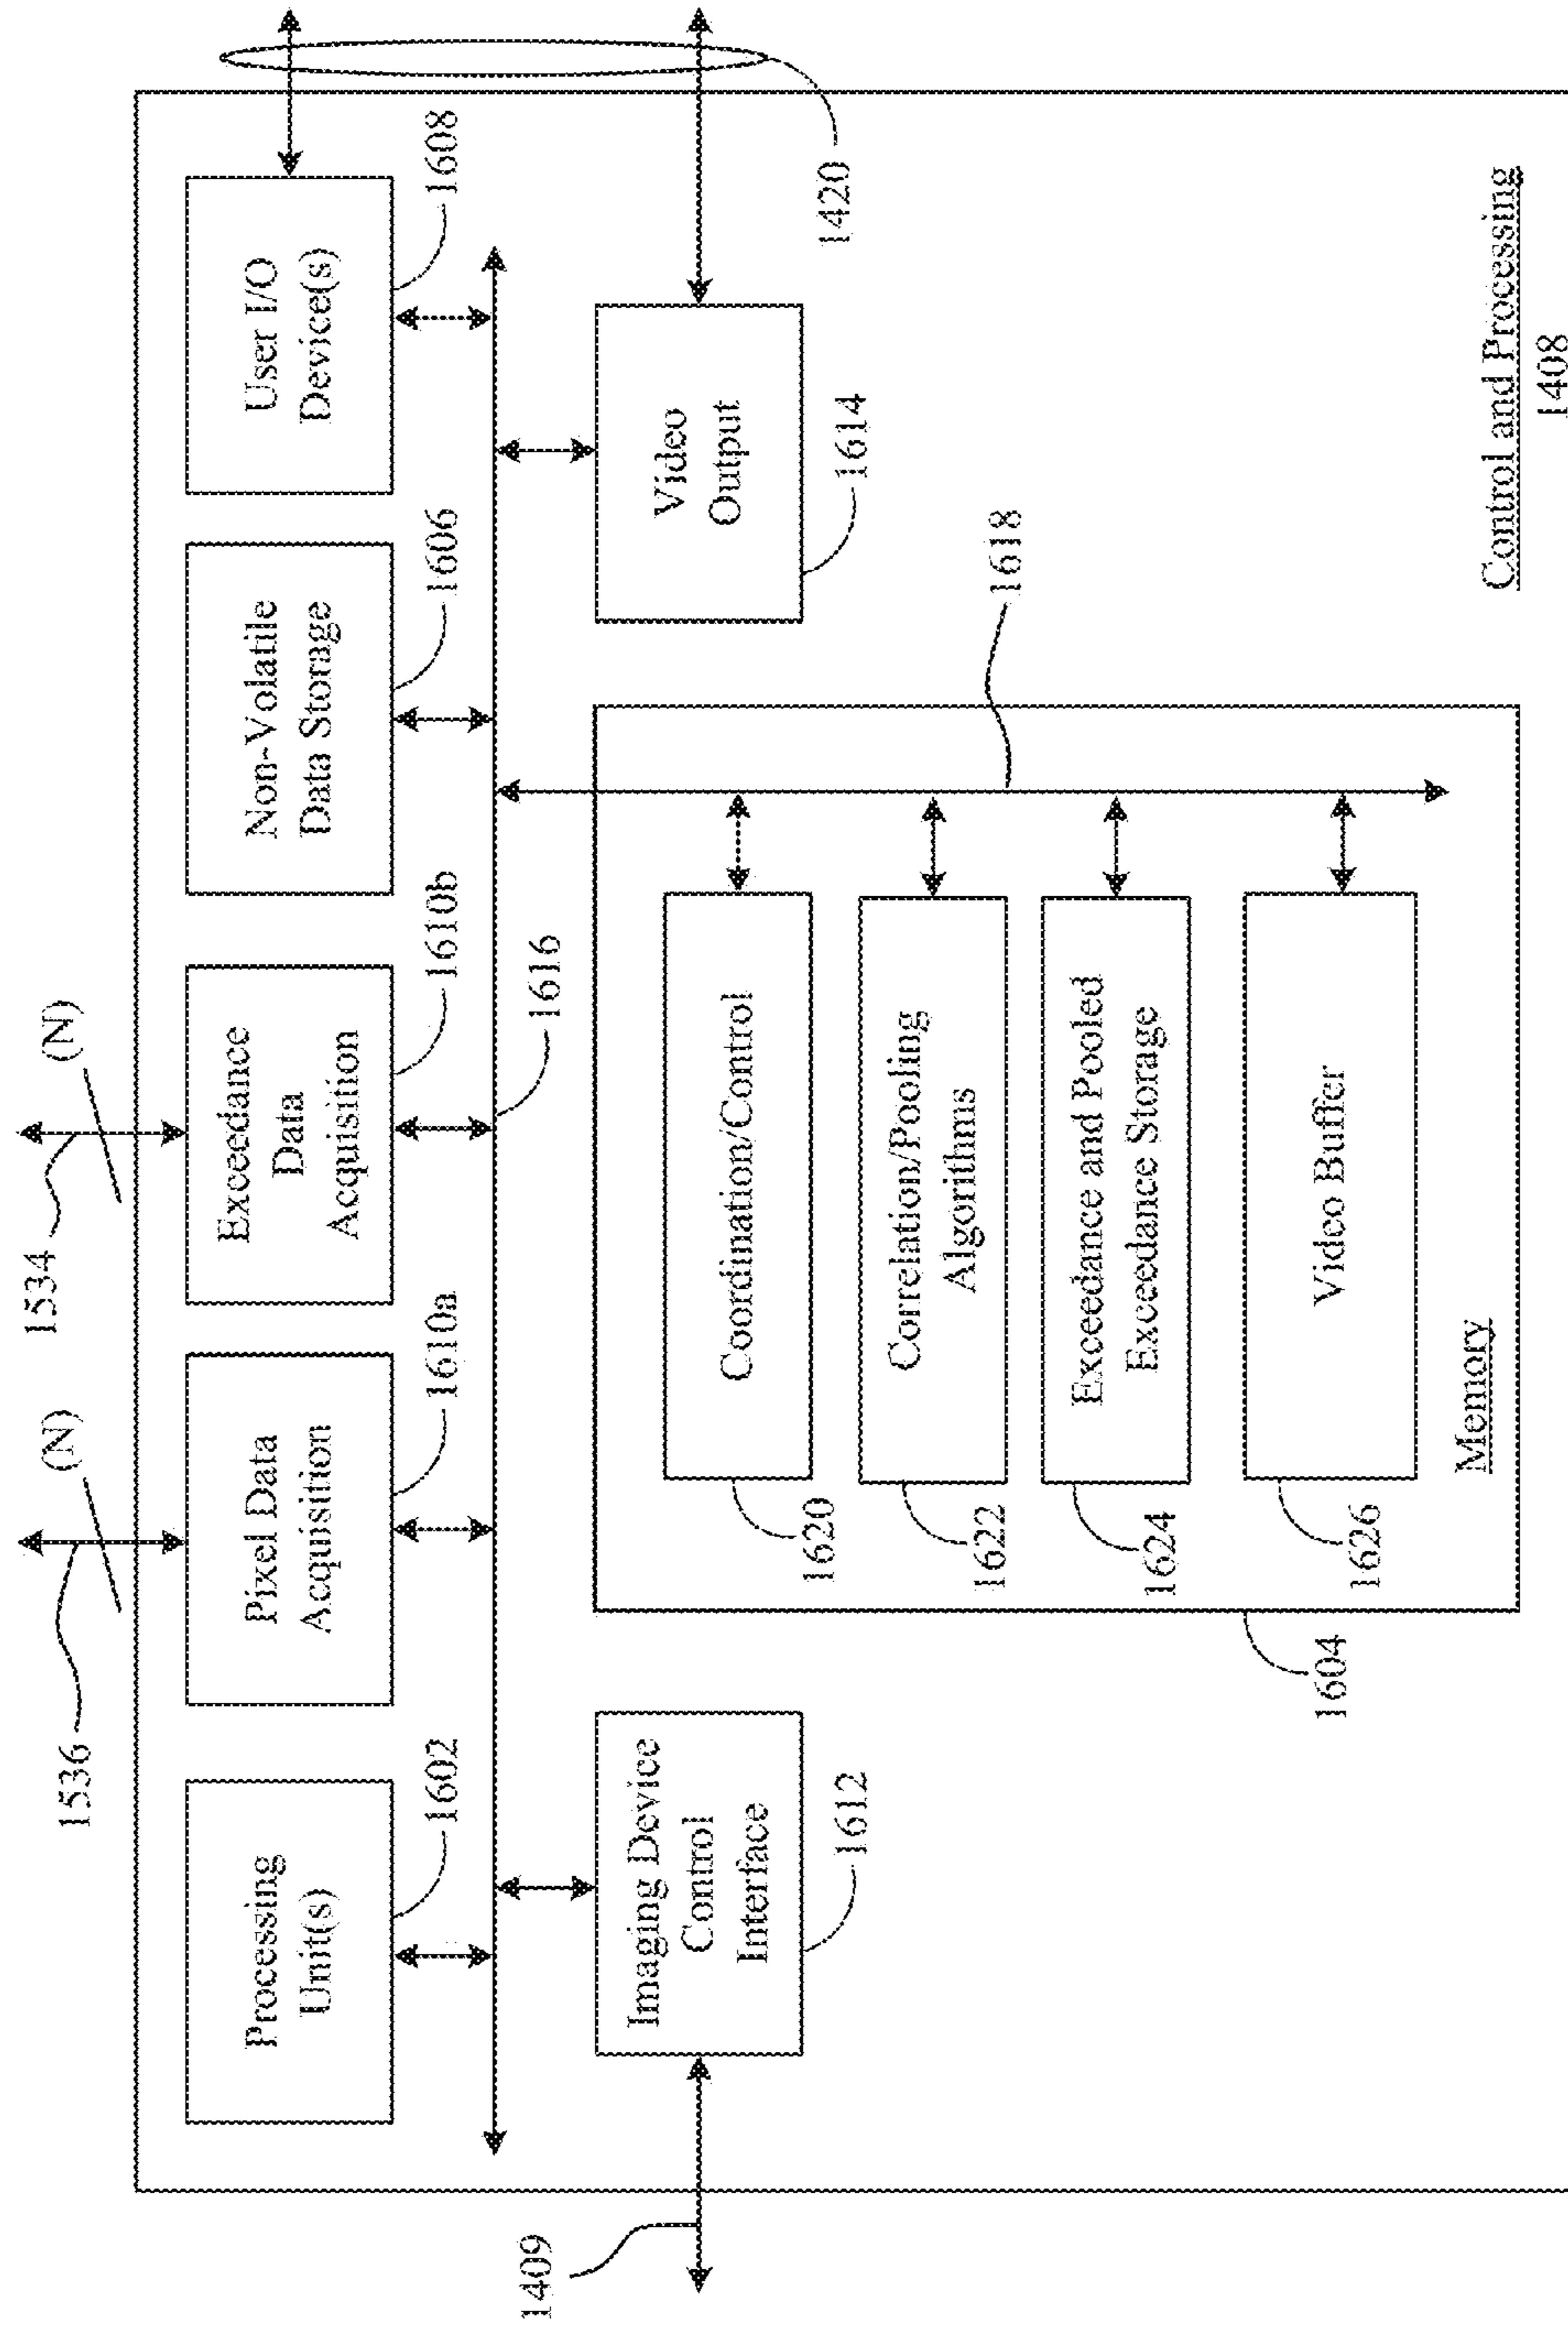 1536
(N)
1534
(N)
Processing
Unit(s)
1602
Pixel Data
Acquisition
1610a
Exceedance
Data
Acquisition
1610b
Non-Volatile
Data Storage
1606
User I/O
Device(s)
1608
1616
1409
Imaging Device
Control
Interface
1612
Video
Output
1614
1420
1618
Coordination/Control
1620
Correlation/Pooling
Algorithms
1622
Exceedance and Pooled
Exceedance Storage
1624
Video Buffer
1626
Memory
1604
Control and Processing
1408